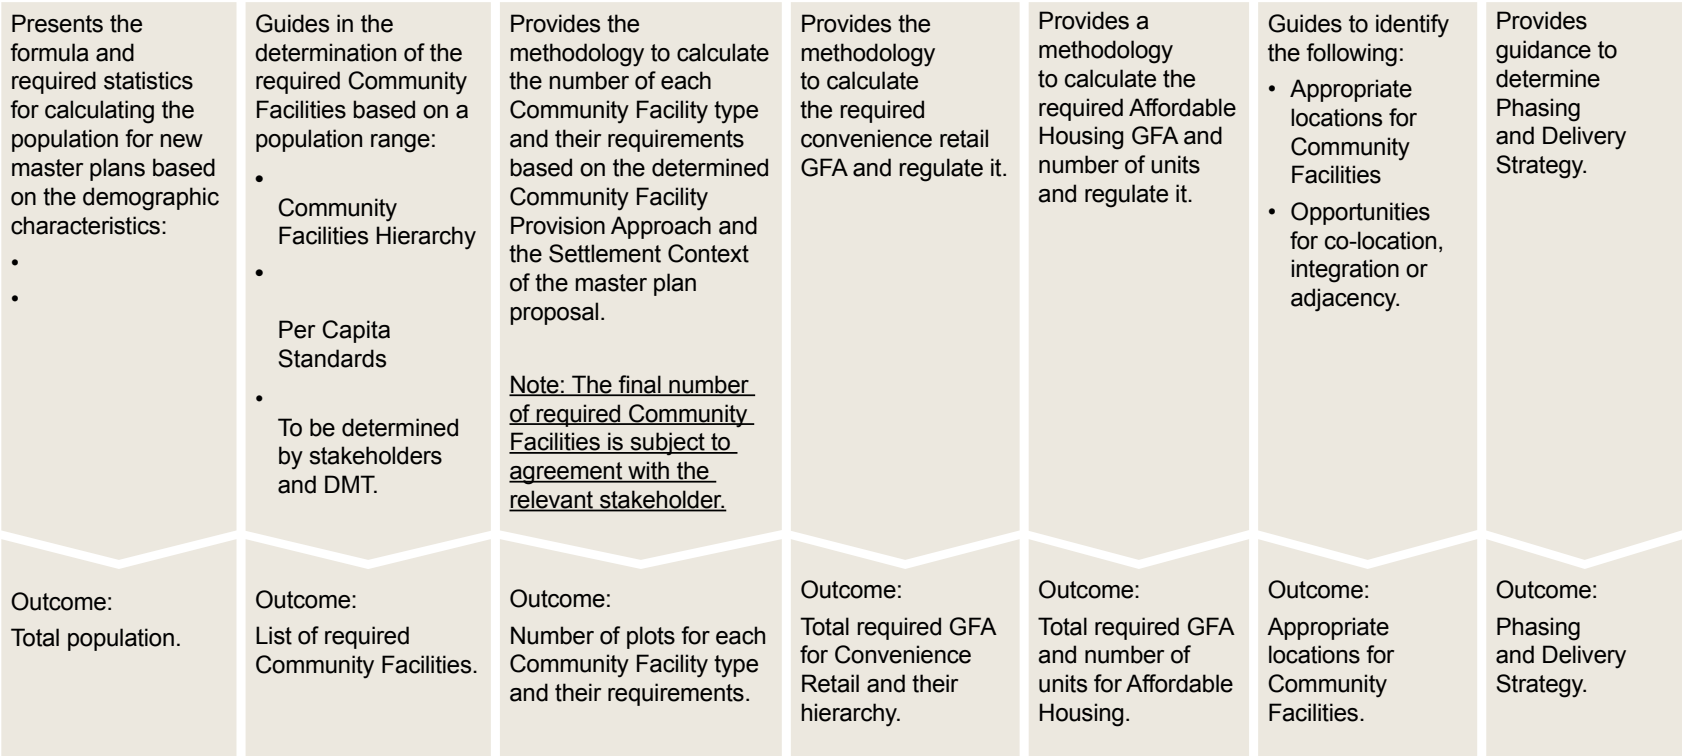 Presents the
formula and
required statistics
for calculating the
population for new
master plans based
on the demographic
characteristics:
•
•
Guides in the
determination of the
required Community
Facilities based on a
population range:
•
Community
Facilities Hierarchy
•
Per Capita
Standards
•
To be determined
by stakeholders
and DMT.
Provides the
methodology to calculate
the number of each
Community Facility type
and their requirements
based on the determined
Community Facility
Provision Approach and
the Settlement Context
of the master plan
proposal.
Note: The final number
of required Community
Facilities is subject to
agreement with the
relevant stakeholder.
Provides the
methodology
to calculate
the required
convenience retail
GFA and regulate it.
Provides a
methodology
to calculate the
required Affordable
Housing GFA and
number of units
and regulate it.
Guides to identify
the following:
• Appropriate
locations for
Community
Facilities
• Opportunities
for co-location,
integration or
adjacency.
Provides
guidance to
determine
Phasing
and Delivery
Strategy.
Outcome:
Total population.
Outcome:
List of required
Community Facilities.
Outcome:
Number of plots for each
Community Facility type
and their requirements.
Outcome:
Total required GFA
for Convenience
Retail and their
hierarchy.
Outcome:
Total required GFA
and number of
units for Affordable
Housing.
Outcome:
Appropriate
locations for
Community
Facilities.
Outcome:
Phasing
and Delivery
Strategy.